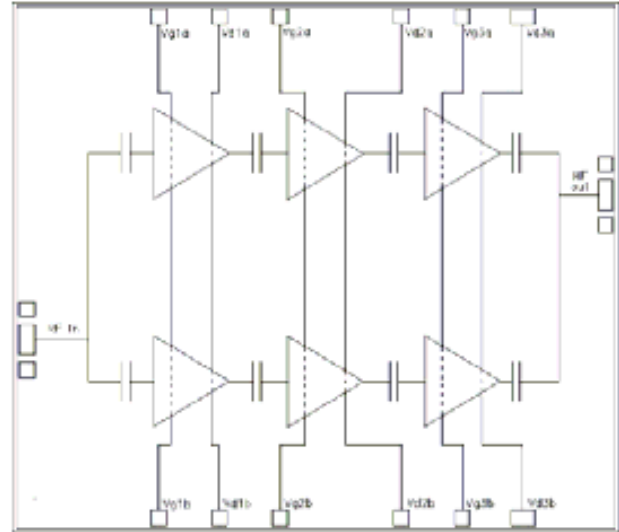 Vg1a
Vd1a
Vg2a
Vd2a
Vg3a
Vd3a
RF
out
RF In
Vg1b
Vd1b
Vg2b
Vd2b
Vg3b
Vd3b